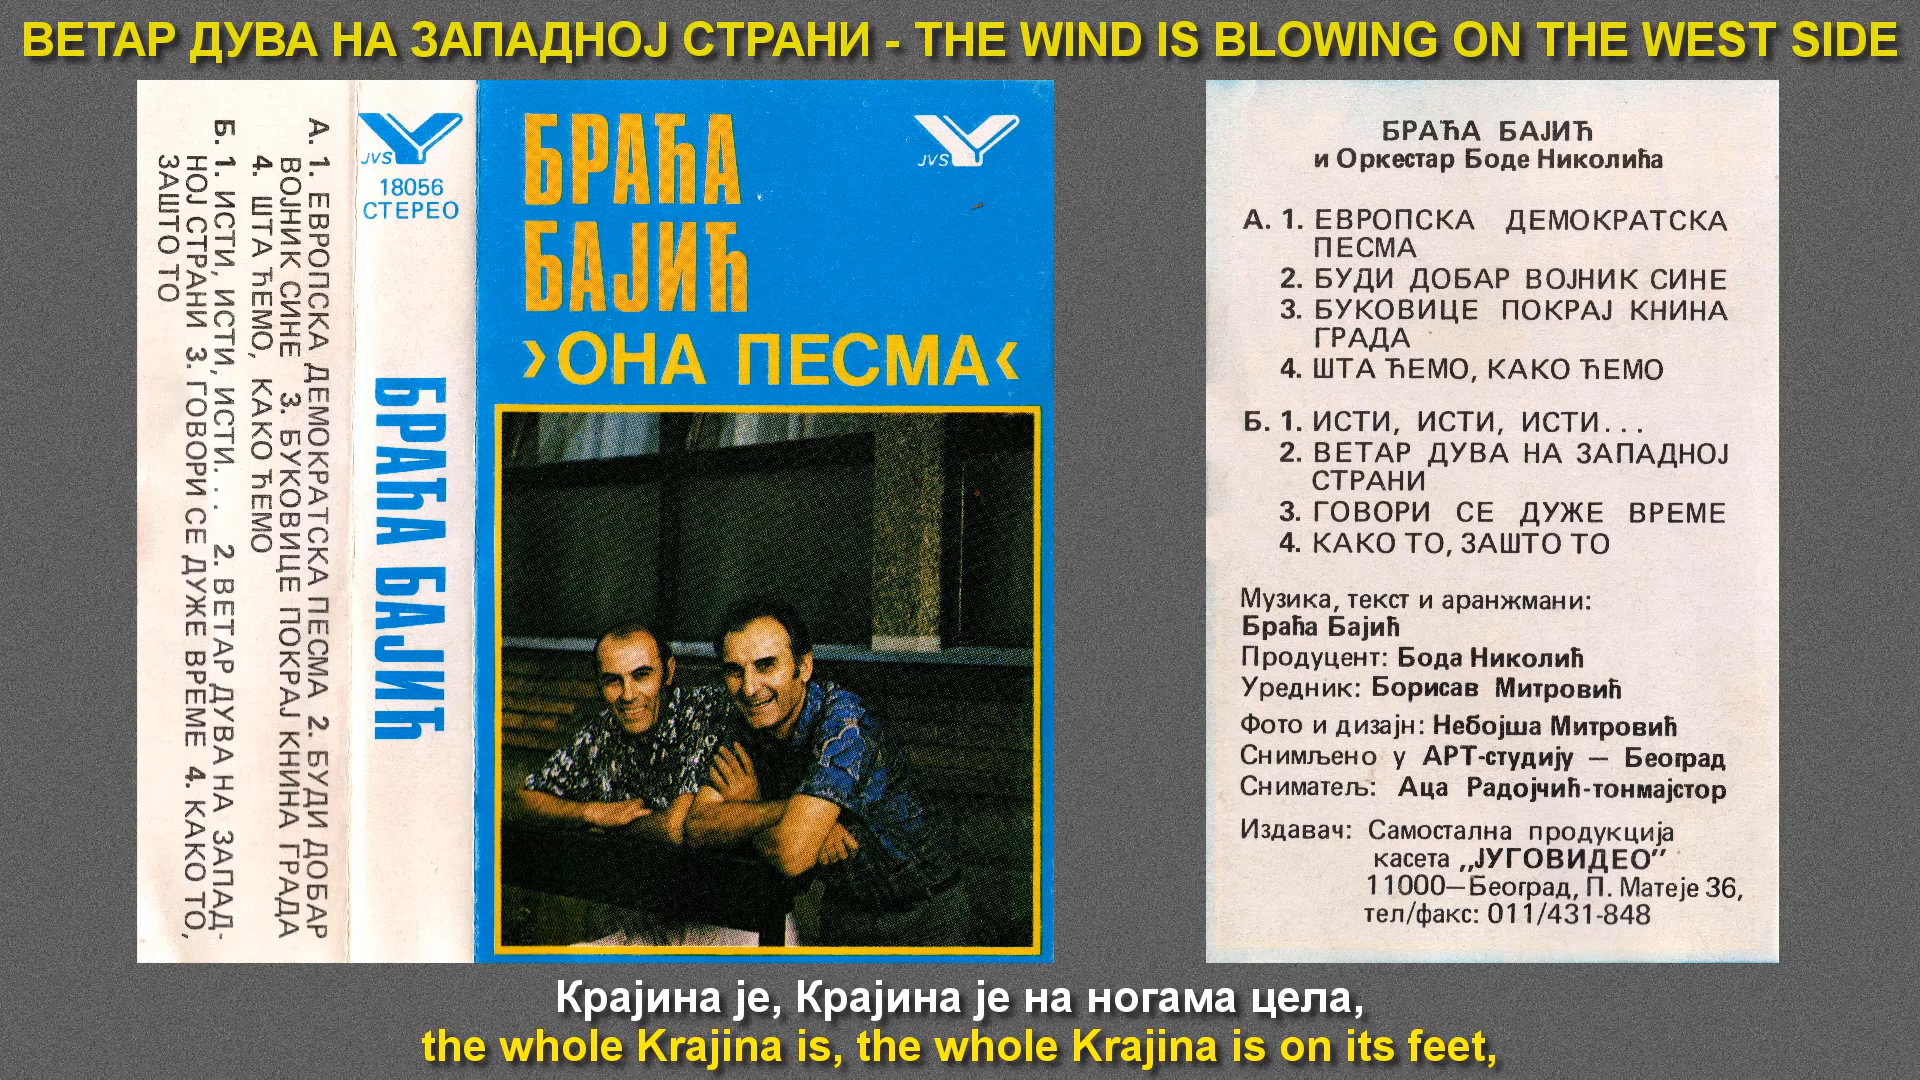 ВЕТАР ДУВА НА ЗАПАДНОЈ СТРАНИ - THE WIND IS BLOWING ON THE WEST SIDE
А. 1. ЕВРОПСКА ДЕМОКРАТСКА ПЕСМА 2. БУДИ ДОБАР
ВОЈНИК СИНЕ 3. БУКОВИЦЕ ПОКРАЈ КНИНА ГРАДА
4. ШТА ЋЕМО, КАКО ЋЕМО
Б. 1. ИСТИ, ИСТИ, ИСТИ... 2. ВЕТАР ДУВА НА ЗАПАД-
НОЈ СТРАНИ 3. ГОВОРИ СЕ ДУЖЕ ВРЕМЕ 4. КАКО ТО,
ЗАШТО ТО
JVS
18056
СТЕРЕО
БРАЋА БАЈИЋ
БРАЋА
БАЈИЋ
›ОНА ПЕСМА‹
JVS
БРАЋА БАЈИЋ
и Оркестар Боде Николића
А. 1. ЕВРОПСКА ДЕМОКРАТСКА
ПЕСМА
2. БУДИ ДОБАР ВОЈНИК СИНЕ
3. БУКОВИЦЕ ПОКРАЈ КНИНА
ГРАДА
4. ШТА ЋЕМО, КАКО ЋЕМО
Б. 1. ИСТИ, ИСТИ, ИСТИ...
2. ВЕТАР ДУВА НА ЗАПАДНОЈ
СТРАНИ
3. ГОВОРИ СЕ ДУЖЕ ВРЕМЕ
4. КАКО ТО, ЗАШТО ТО
Музика, текст и аранжмани:
Браћа Бајић
Продуцент: Бода Николић
Уредник: Борисав Митровић
Фото и дизајн: Небојша Митровић
Снимљено у АРТ-студију — Београд
Сниматељ: Аца Радојчић-тонмајстор
Издавач: Самостална продукција
касета „ЈУГОВИДЕО”
11000—Београд, П. Матеје 36,
тел/факс: 011/431-848
Крајина је, Крајина је на ногама цела,
the whole Krajina is, the whole Krajina is on its feet,